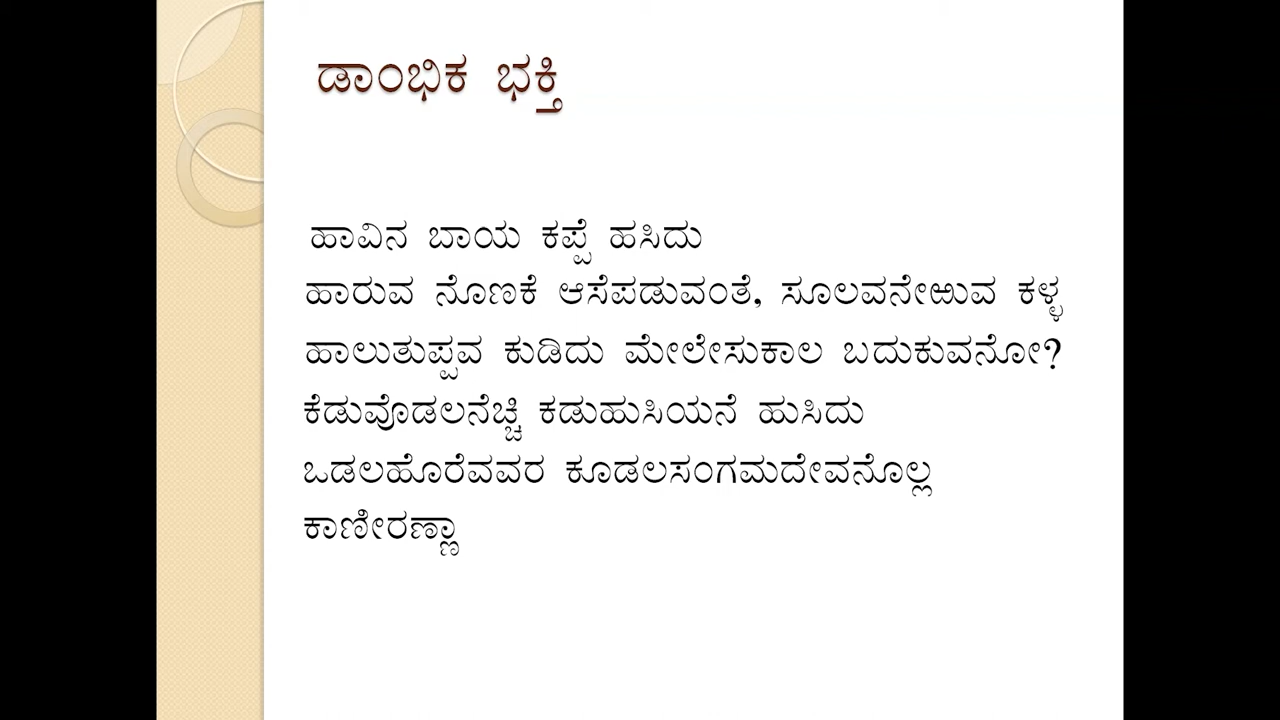 ಡಾಂಭಿಕ ಭಕ್ತಿ
ಹಾವಿನ ಬಾಯ ಕಪ್ಪೆ ಹಸಿದು
ಹಾರುವ ನೊಣಕೆ ಆಸೆಪಡುವಂತೆ, ಸೂಲವನೇಱುವ ಕಳ್ಳ
ಹಾಲುತುಪ್ಪವ ಕುಡಿದು ಮೇಲೇಸುಕಾಲ ಬದುಕುವನೋ?
ಕೆಡುವೊಡಲನೆಚ್ಚಿ ಕಡುಹುಸಿಯನೆ ಹುಸಿದು
ಒಡಲಹೊರೆವವರ ಕೂಡಲಸಂಗಮದೇವನೊಲ್ಲ
ಕಾಣೀರಣ್ಣಾ